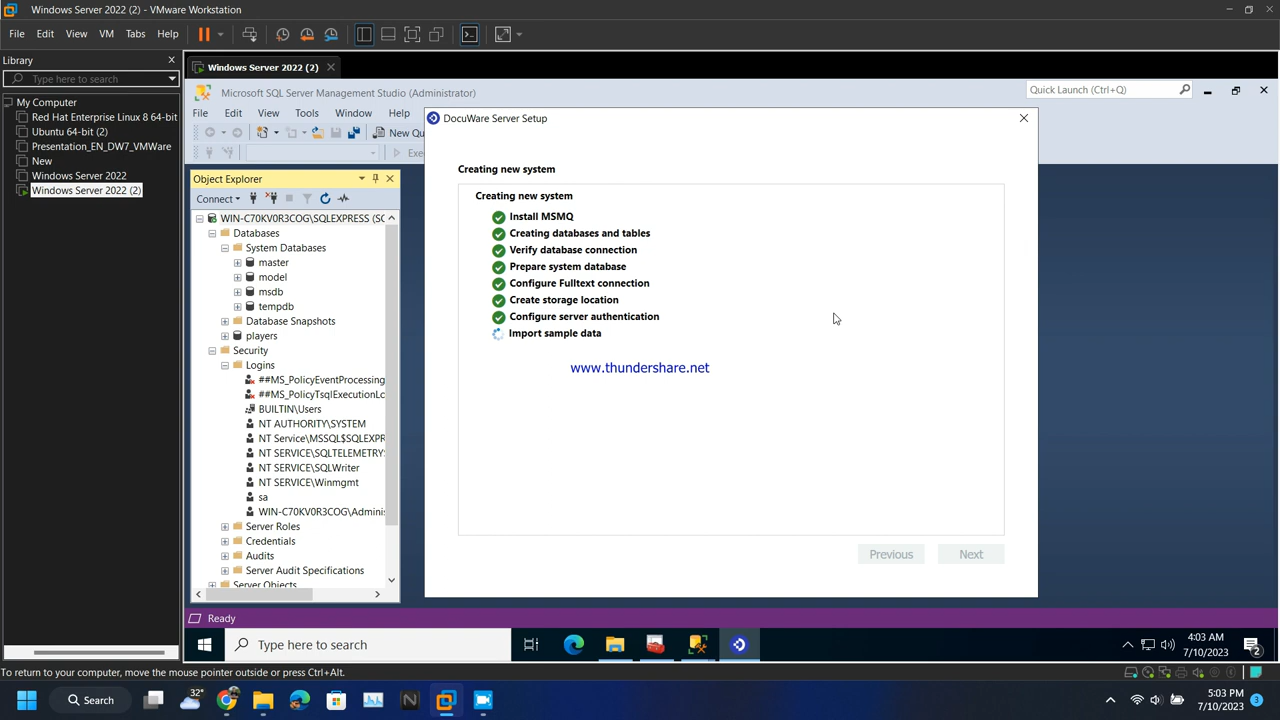 Windows Server 2022 (2) - VMware Workstation
File Edit View VM Tabs Help
Library
Type here to search
My Computer
Red Hat Enterprise Linux 8 64-bit
Ubuntu 64-bit (2)
Presentation_EN_DW7_VMWare
New
Windows Server 2022
Windows Server 2022 (2)
Windows Server 2022 (2)
Microsoft SQL Server Management Studio (Administrator)
Quick Launch (Ctrl+Q)
File Edit View Tools Window Help
New Qu
Exe
Object Explorer
Connect
WIN-C70KV0R3COG\SQLEXPRESS (SC
Databases
System Databases
master
model
msdb
tempdb
Database Snapshots
players
Security
Logins
##MS_PolicyEventProcessing
##MS_PolicyTsqlExecutionLo
BUILTIN\Users
NT AUTHORITY\SYSTEM
NT Service\MSSQL$SQLEXPR
NT SERVICE\SQLTELEMETRY
NT SERVICE\SQLWriter
NT SERVICE\Winmgmt
sa
WIN-C70KV0R3COG\Adminis
Server Roles
Credentials
Audits
Server Audit Specifications
Server Objects
DocuWare Server Setup
Creating new system
Creating new system
Install MSMQ
Creating databases and tables
Verify database connection
Prepare system database
Configure Fulltext connection
Create storage location
Configure server authentication
Import sample data
www.thundershare.net
Previous Next
Ready
Type here to search
4:03 AM
7/10/2023
2
To return to your computer, move the mouse pointer outside or press Ctrl+Alt.
Search
32°
5:03 PM
7/10/2023
3